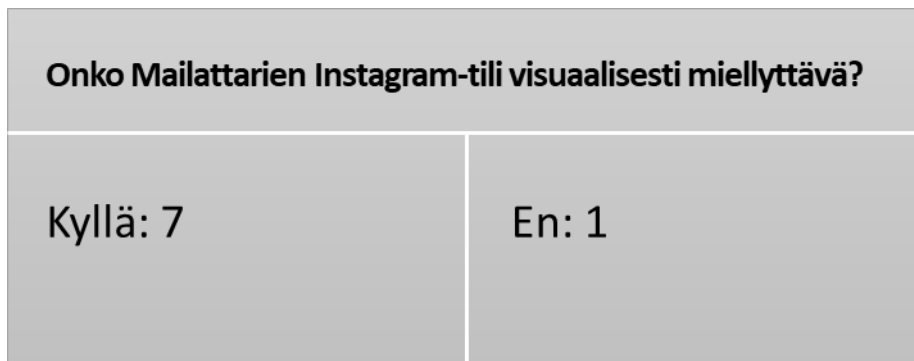 Onko Mailattarien Instagram-tili visuaalisesti miellyttävä?
Kyllä: 7
En: 1